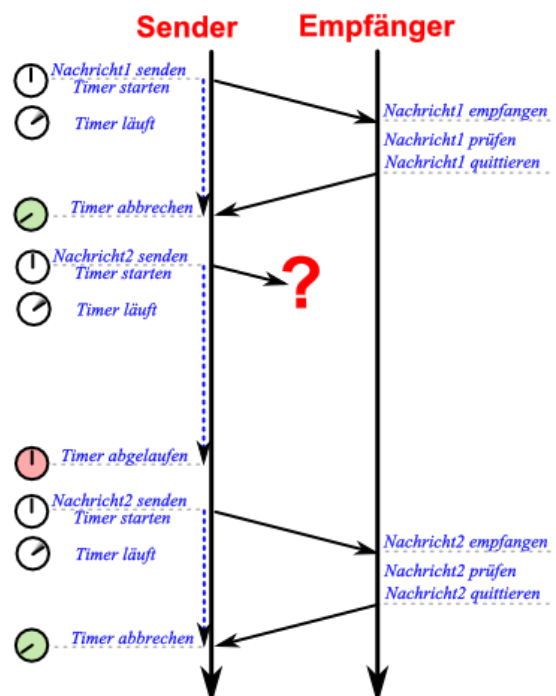 Sender Empfänger
Nachricht1 senden
Timer starten
Nachricht1 empfangen
Timer läuft
Nachricht1 prüfen
Nachricht1 quittieren
Timer abbrechen
Nachricht2 senden
Timer starten
?
Timer läuft
Timer abgelaufen
Nachricht2 senden
Timer starten
Nachricht2 empfangen
Timer läuft
Nachricht2 prüfen
Nachricht2 quittieren
Timer abbrechen